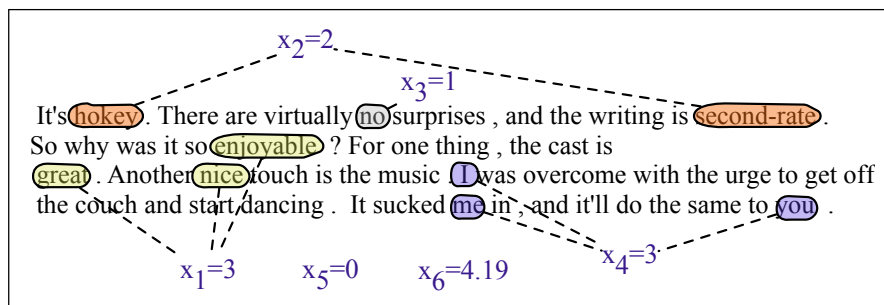 x2=2
x3=1
It's hokey . There are virtually no surprises , and the writing is second-rate .
So why was it so enjoyable ? For one thing , the cast is
great . Another nice touch is the music . I was overcome with the urge to get off
the couch and start dancing . It sucked me in , and it'll do the same to you .
x1=3 x5=0 x6=4.19 x4=3